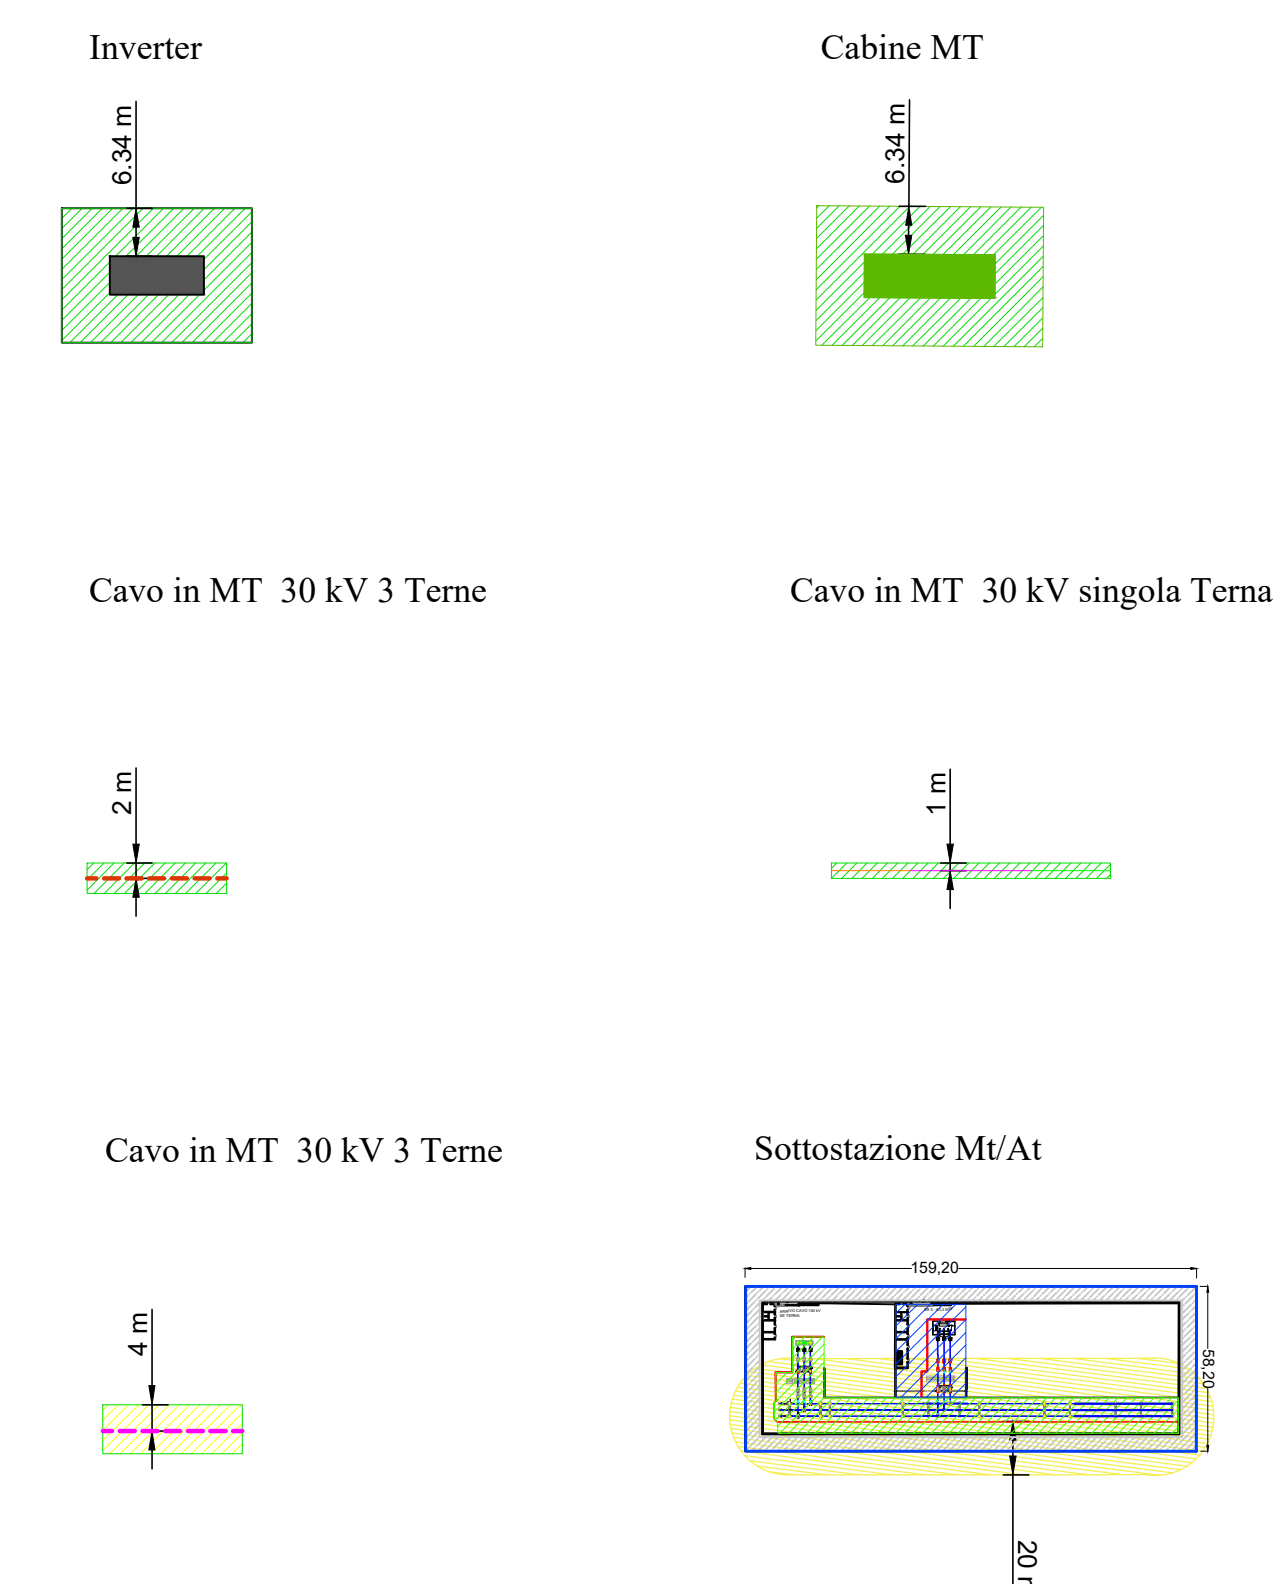 Inverter
Cabine MT
6.34 m
6.34 m
Cavo in MT 30 kV 3 Terne
Cavo in MT 30 kV singola Terna
2 m
1 m
Cavo in MT 30 kV 3 Terne
Sottostazione Mt/At
4 m
159,20
58,20
20